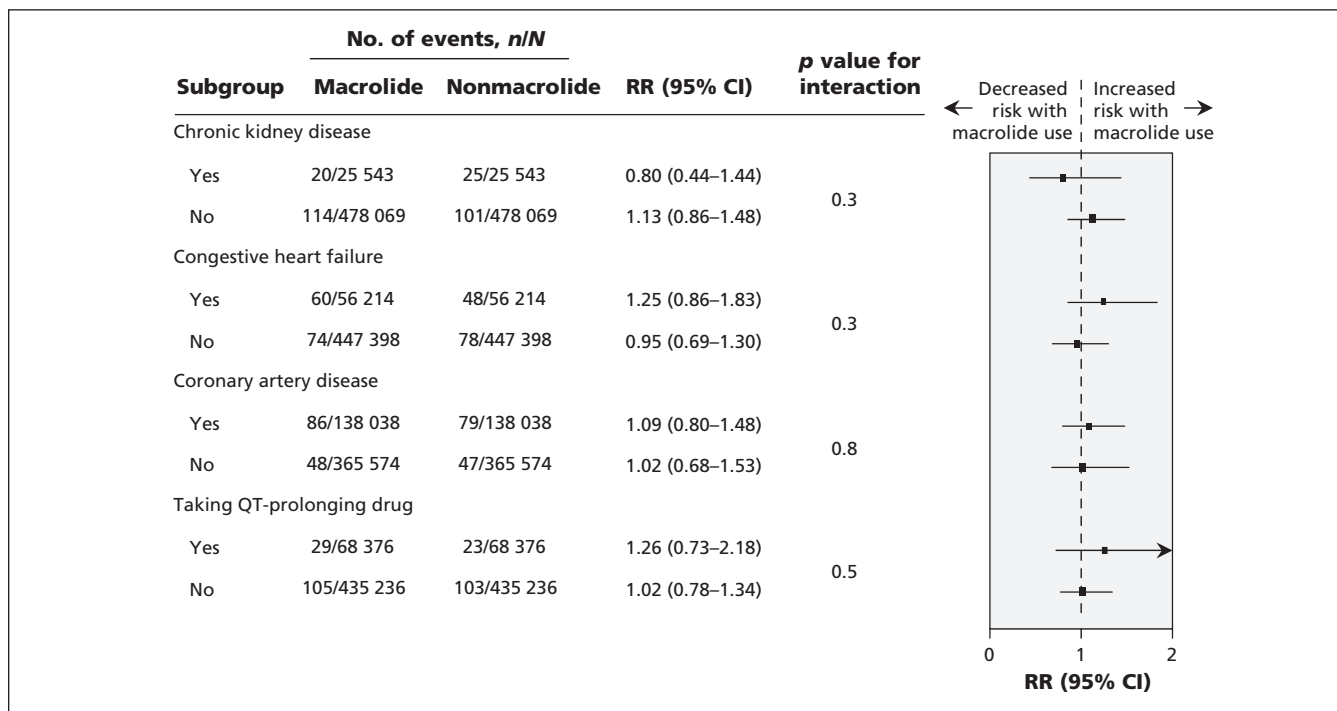 No. of events, n/N
Subgroup Macrolide Nonmacrolide RR (95% CI) p value for interaction
Decreased risk with macrolide use
Increased risk with macrolide use
Chronic kidney disease
Yes 20/25 543 25/25 543 0.80 (0.44–1.44)
0.3
No 114/478 069 101/478 069 1.13 (0.86–1.48)
Congestive heart failure
Yes 60/56 214 48/56 214 1.25 (0.86–1.83)
0.3
No 74/447 398 78/447 398 0.95 (0.69–1.30)
Coronary artery disease
Yes 86/138 038 79/138 038 1.09 (0.80–1.48)
0.8
No 48/365 574 47/365 574 1.02 (0.68–1.53)
Taking QT-prolonging drug
Yes 29/68 376 23/68 376 1.26 (0.73–2.18)
0.5
No 105/435 236 103/435 236 1.02 (0.78–1.34)
0 1 2
RR (95% CI)